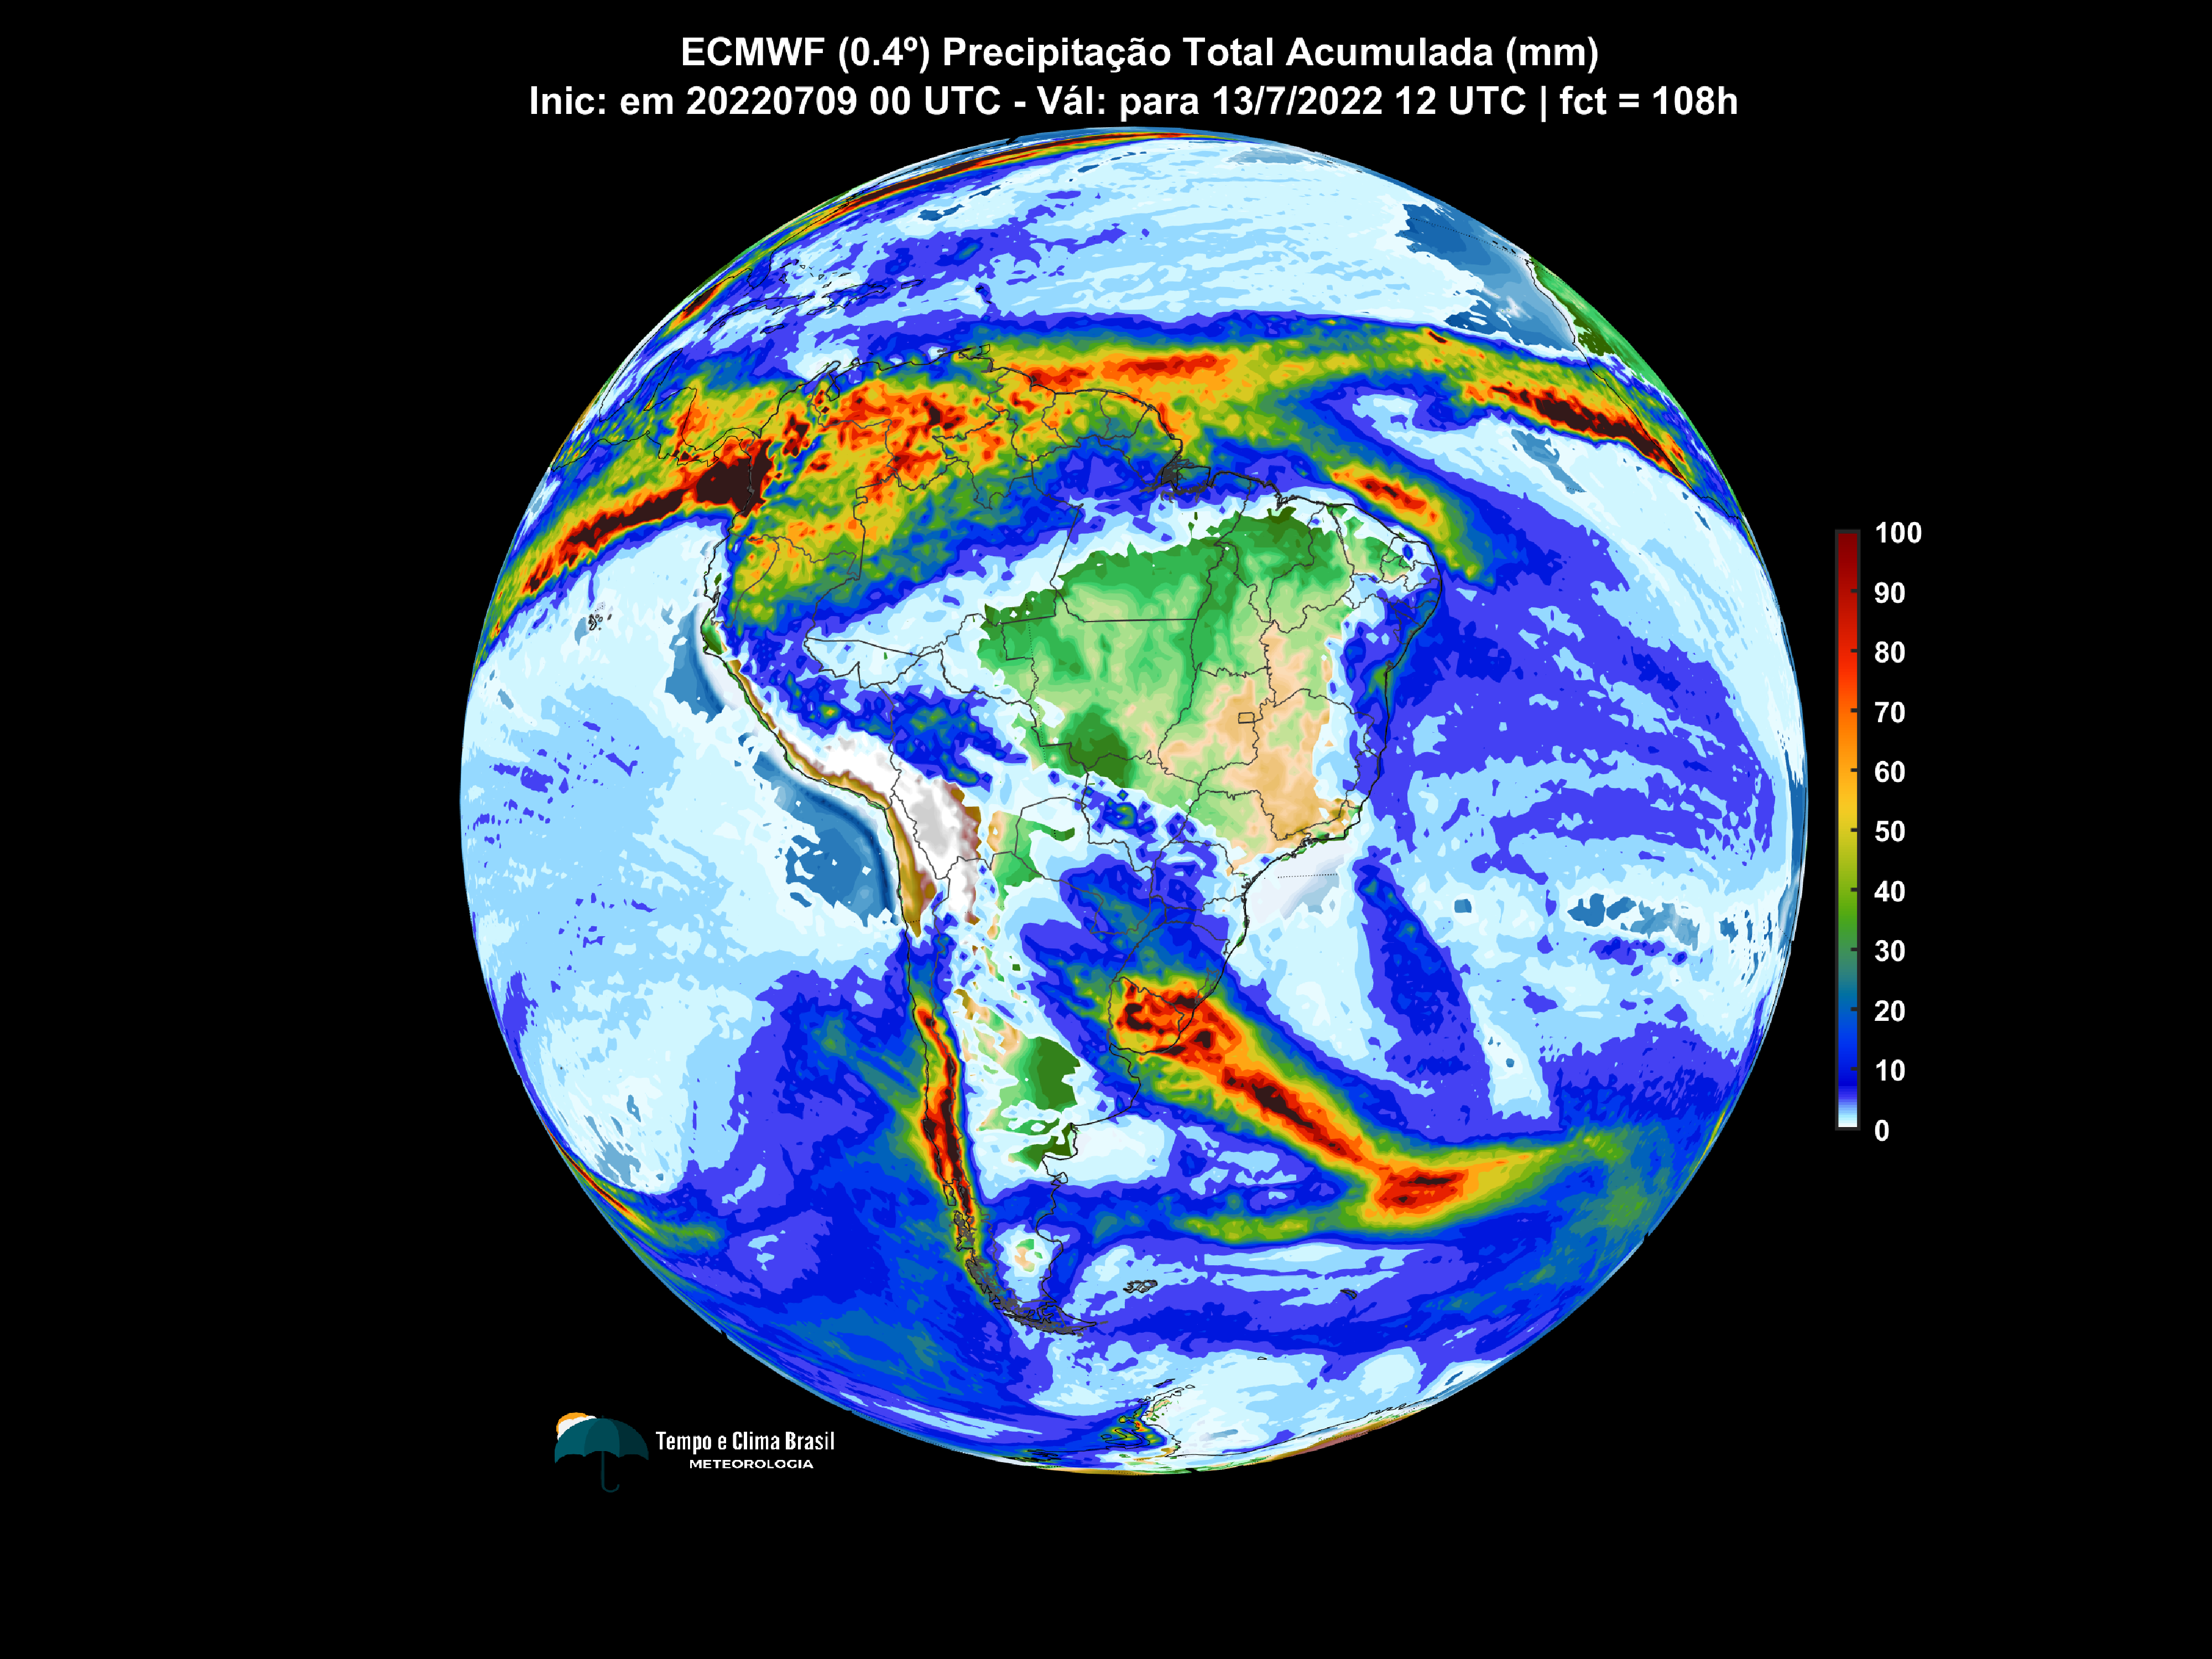 ECMWF (0.4º) Precipitação Total Acumulada (mm)
Inic: em 20220709 00 UTC - Vál: para 13/7/2022 12 UTC | fct = 108h
100
90
80
70
60
50
40
30
20
10
0
Tempo e Clima Brasil
METEOROLOGIA